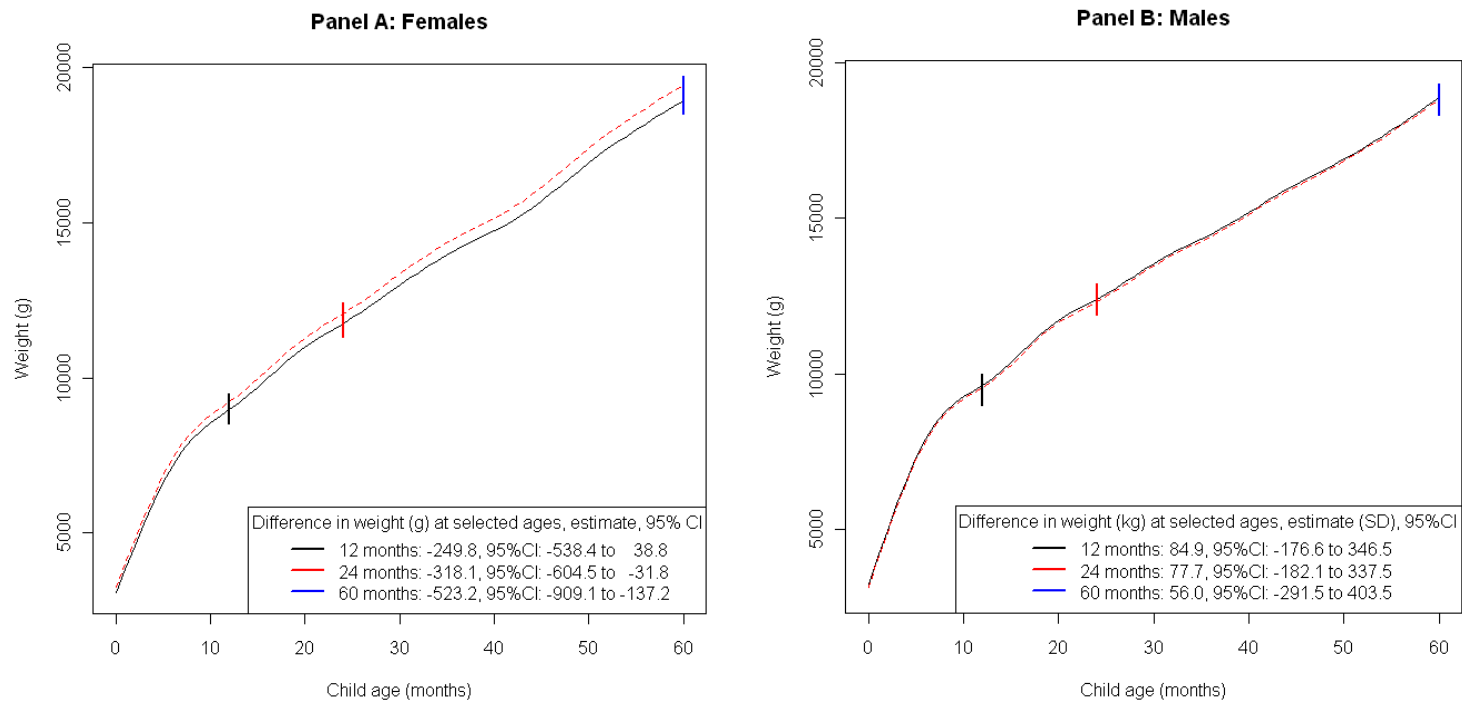 Panel A: Females
20000
15000
10000
5000
Weight (g)
0 10 20 30 40 50 60
Child age (months)
Difference in weight (g) at selected ages, estimate, 95% CI
12 months: -249.8, 95%CI: -538.4 to 38.8
24 months: -318.1, 95%CI: -604.5 to -31.8
60 months: -523.2, 95%CI: -909.1 to -137.2
Panel B: Males
20000
15000
10000
5000
Weight (g)
0 10 20 30 40 50 60
Child age (months)
Difference in weight (kg) at selected ages, estimate (SD), 95%CI
12 months: 84.9, 95%CI: -176.6 to 346.5
24 months: 77.7, 95%CI: -182.1 to 337.5
60 months: 56.0, 95%CI: -291.5 to 403.5